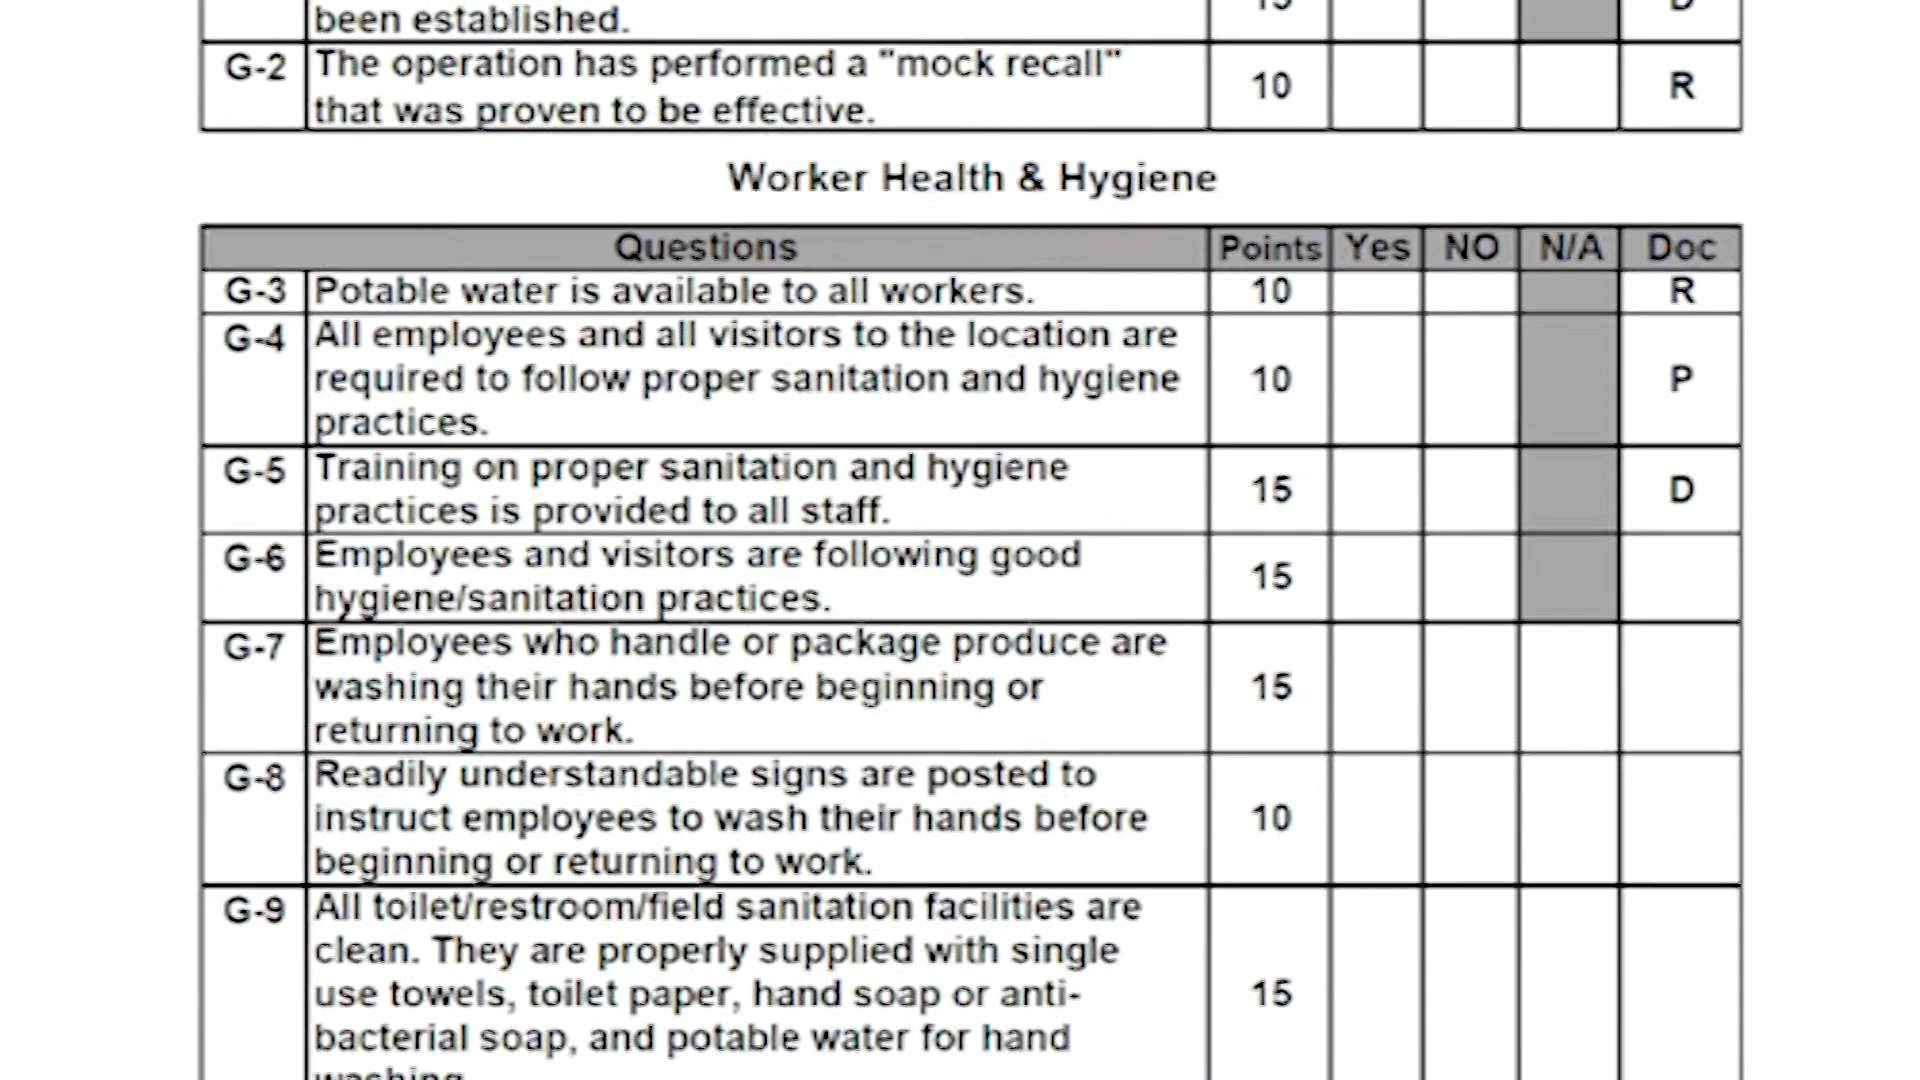 been established.
15
D
G-2
The operation has performed a "mock recall"
that was proven to be effective.
10
R
Worker Health & Hygiene
Questions
Points
Yes
NO
N/A
Doc
G-3
Potable water is available to all workers.
10
R
G-4
All employees and all visitors to the location are
required to follow proper sanitation and hygiene
practices.
10
P
G-5
Training on proper sanitation and hygiene
practices is provided to all staff.
15
D
G-6
Employees and visitors are following good
hygiene/sanitation practices.
15
G-7
Employees who handle or package produce are
washing their hands before beginning or
returning to work.
15
G-8
Readily understandable signs are posted to
instruct employees to wash their hands before
beginning or returning to work.
10
G-9
All toilet/restroom/field sanitation facilities are
clean. They are properly supplied with single
use towels, toilet paper, hand soap or anti-
bacterial soap, and potable water for hand
washing.
15